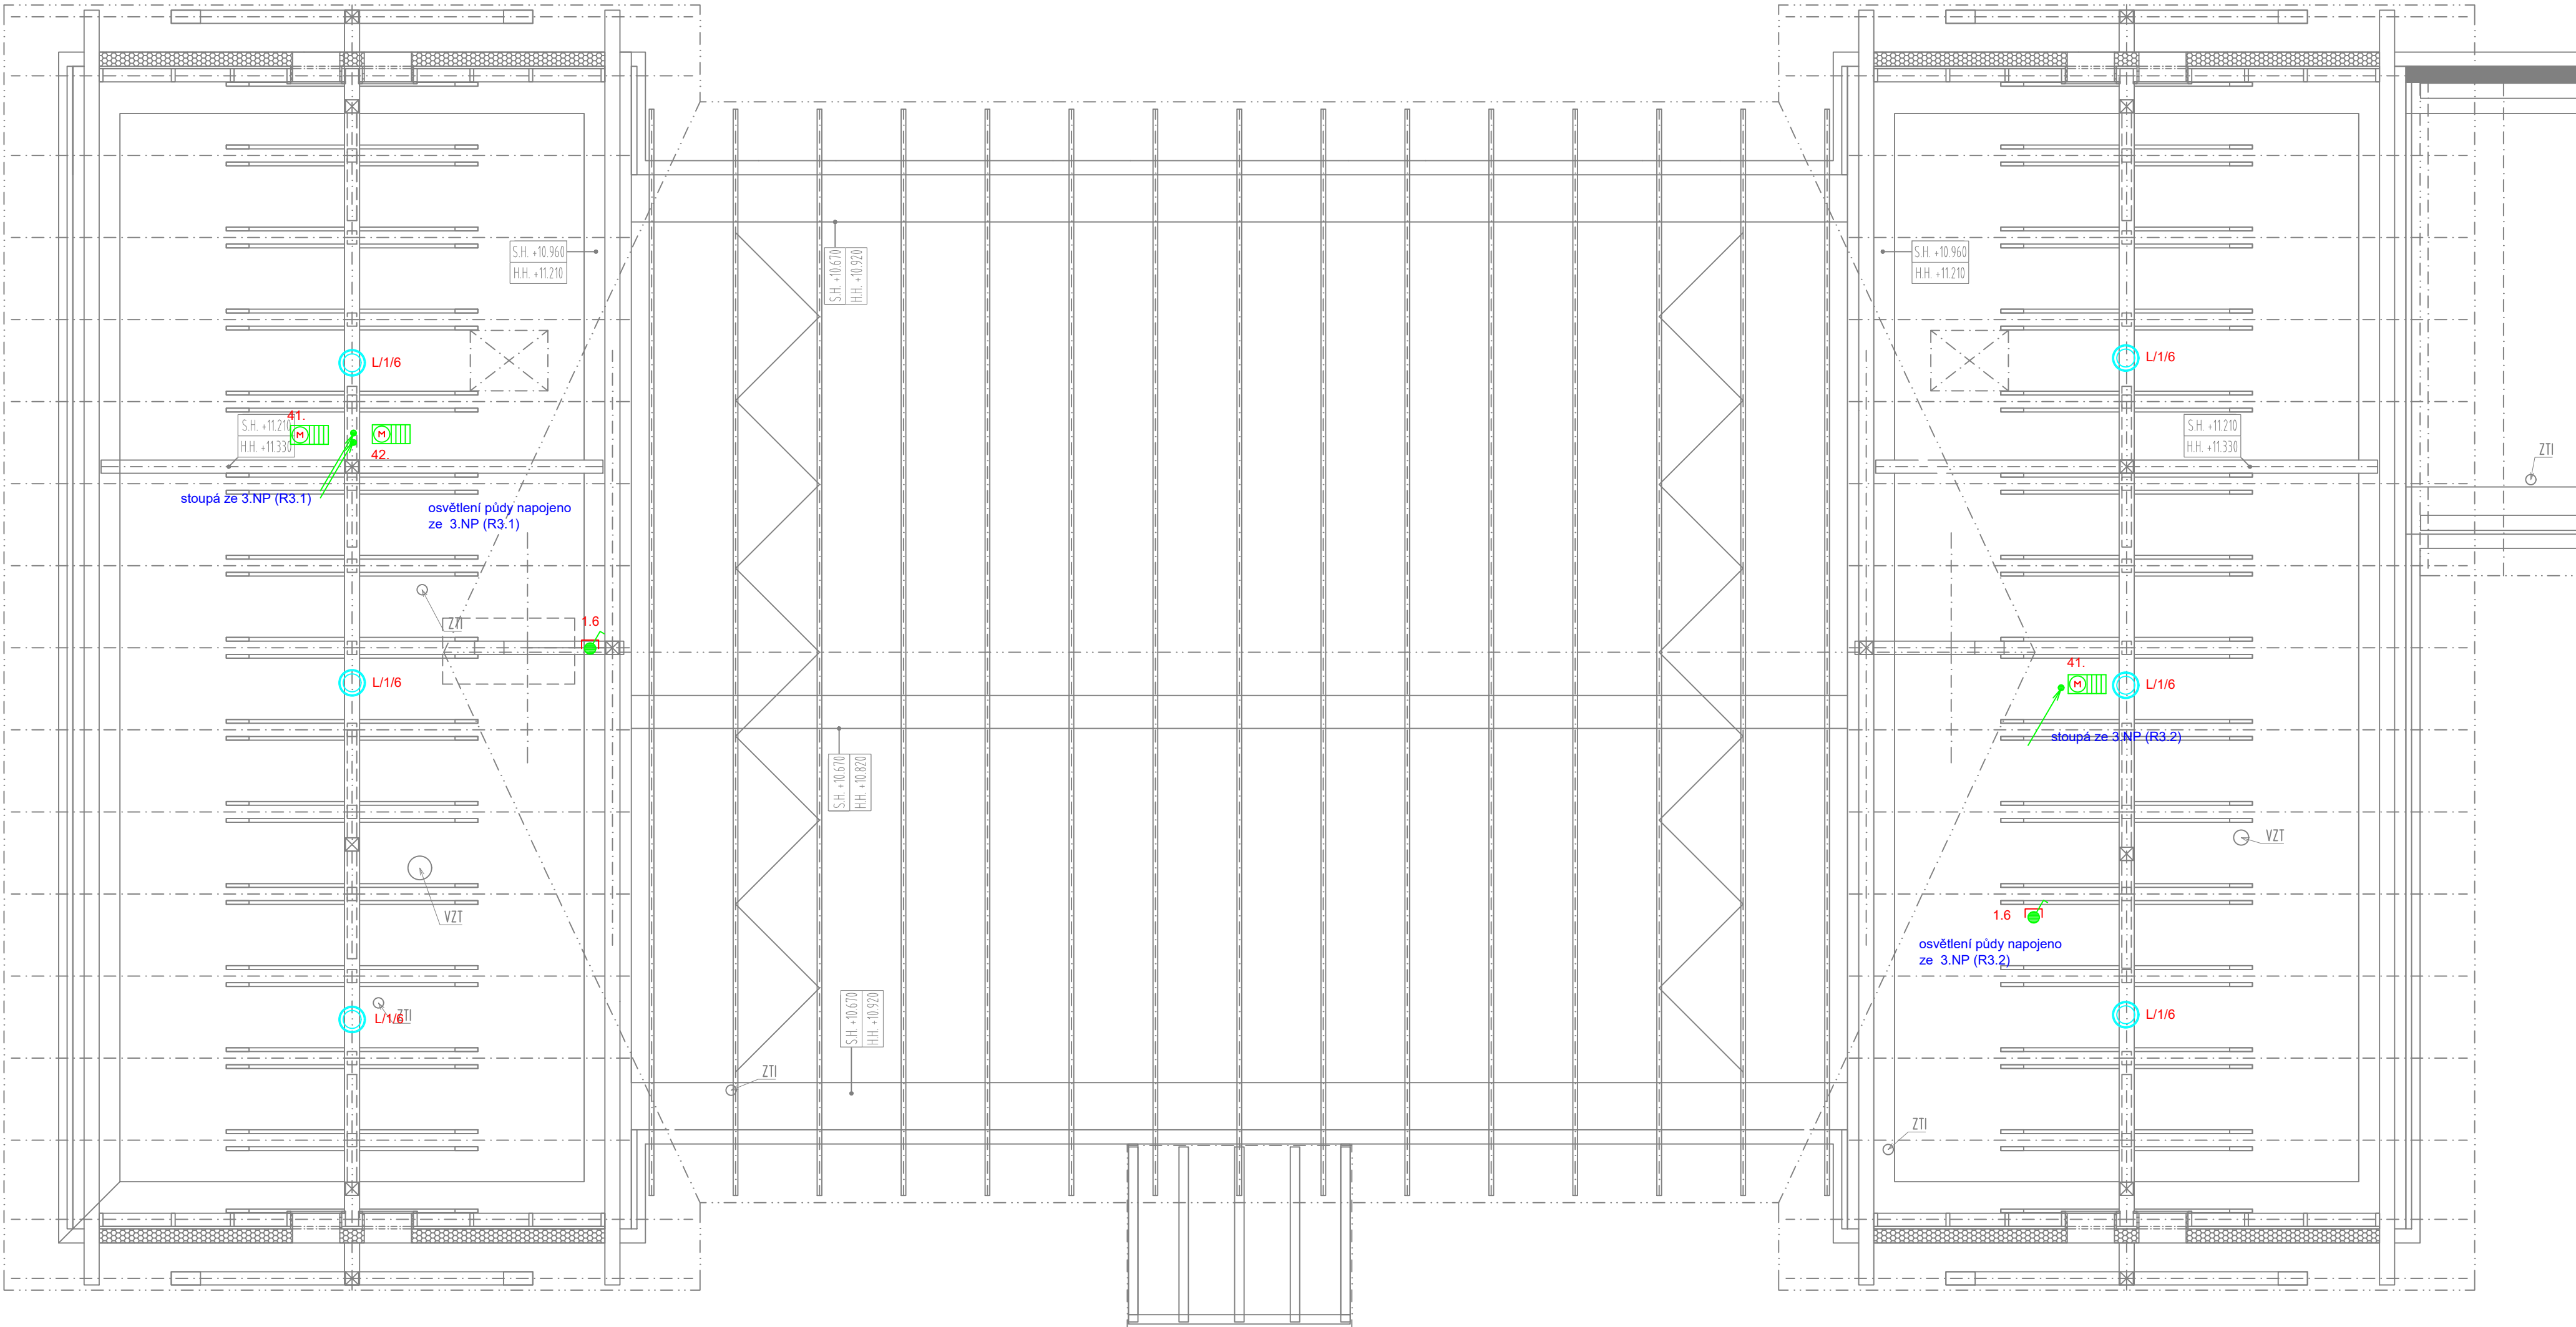 S.H. +10.960
H.H. +11.210
S.H. +10.670
H.H. +10.920
S.H. +10.960
H.H. +11.210
L/1/6
L/1/6
41.
S.H. +11.210
H.H. +11.330
M
M
42.
S.H. +11.210
H.H. +11.330
ZTI
stoupá ze 3.NP (R3.1)
osvětlení půdy napojeno
ze 3.NP (R3.1)
ZTI
1.6
L/1/6
41.
M
L/1/6
stoupá ze 3.NP (R3.2)
S.H. +10.670
H.H. +10.820
VZT
VZT
1.6
osvětlení půdy napojeno
ze 3.NP (R3.2)
S.H. +10.670
H.H. +10.920
L/1/6
ZTI
L/1/6
ZTI
ZTI